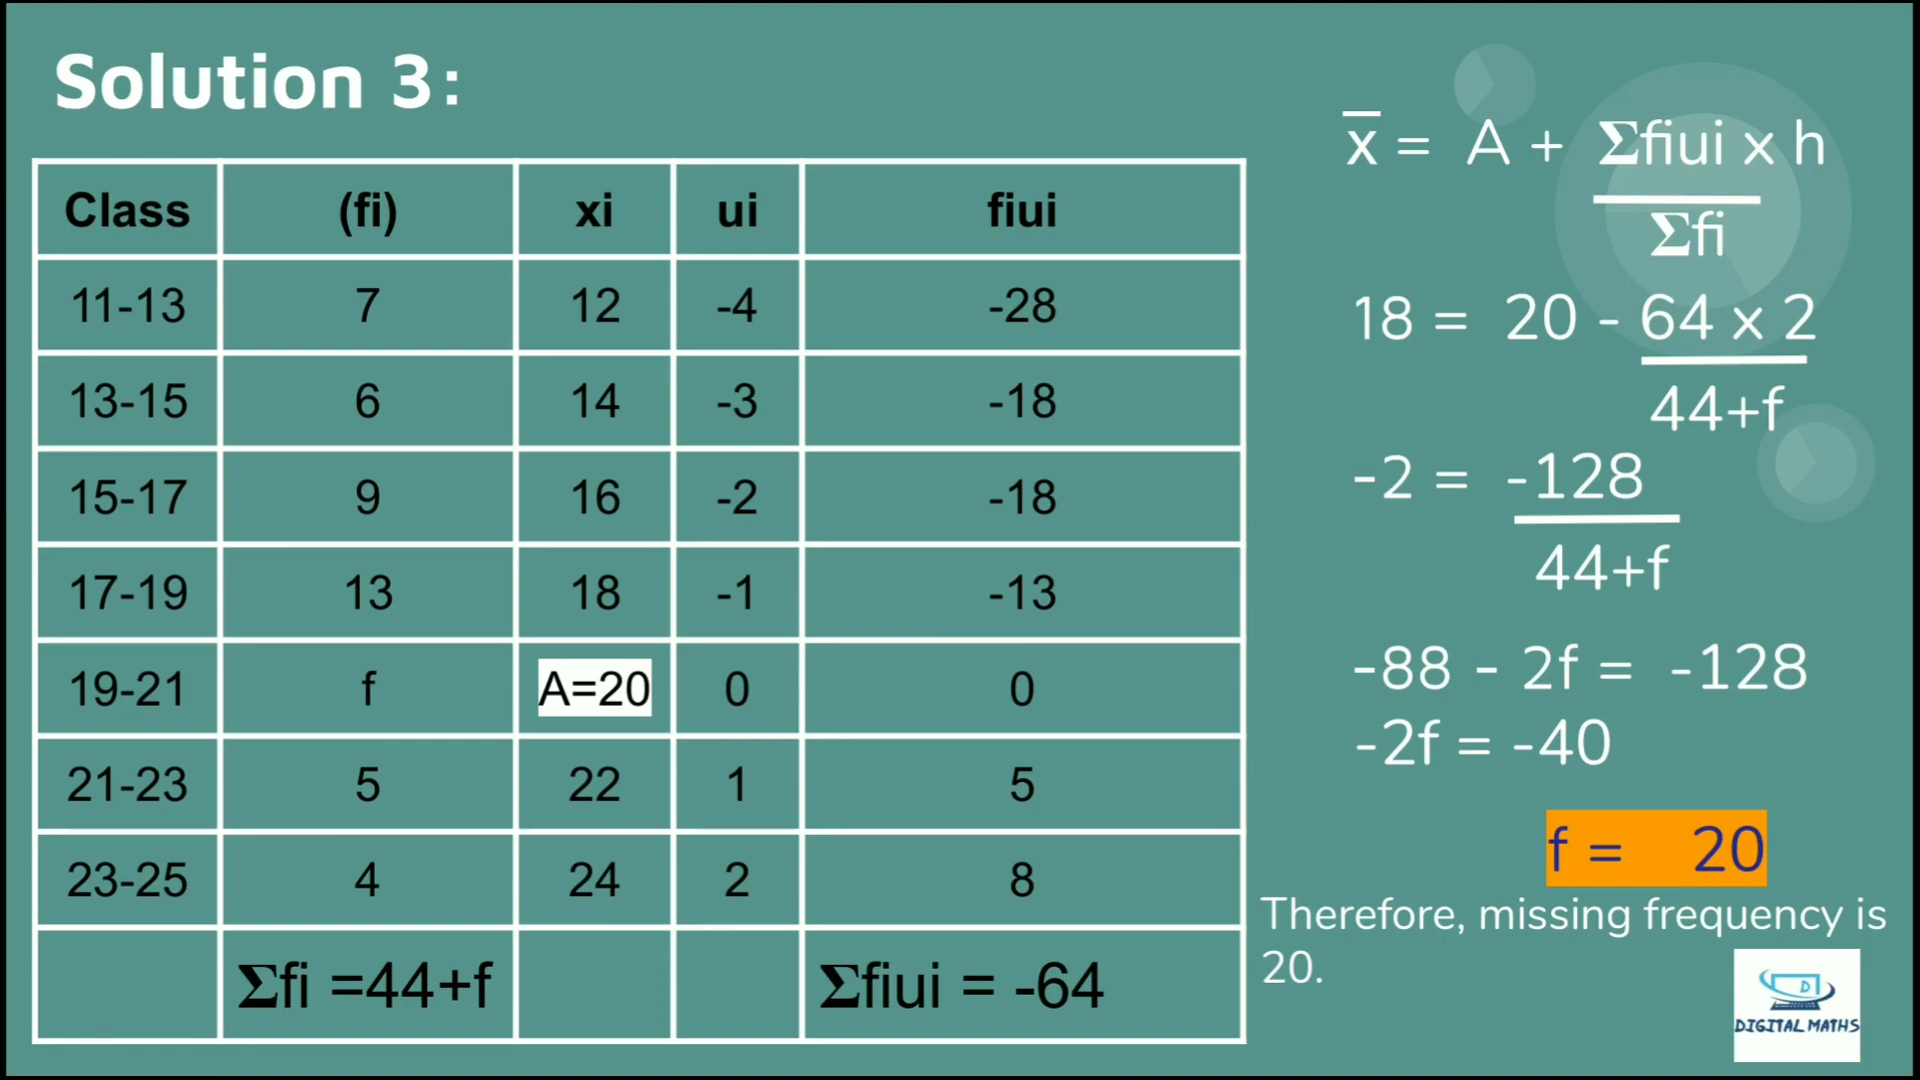 Solution 3:
Class (fi) xi ui fiui
11-13 7 12 -4 -28
13-15 6 14 -3 -18
15-17 9 16 -2 -18
17-19 13 18 -1 -13
19-21 f A=20 0 0
21-23 5 22 1 5
23-25 4 24 2 8
Σfi =44+f Σfiui = -64
x̅ = A + Σfiui x h
Σfi
18 = 20 - 64 x 2
44+f
-2 = -128
44+f
-88 - 2f = -128
-2f = -40
f = 20
Therefore, missing frequency is
20.
D
DIGITAL MATHS